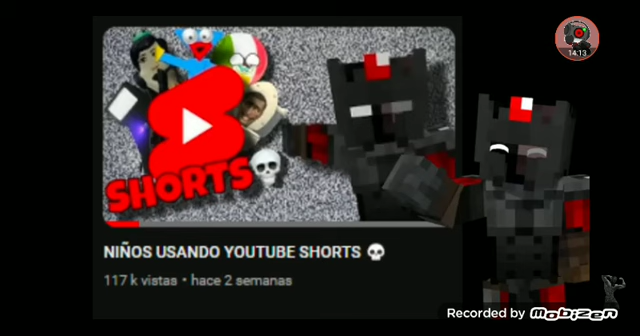 14:13
SHORTS
NIÑOS USANDO YOUTUBE SHORTS 💀
117 k vistas • hace 2 semanas
Recorded by Mobizen